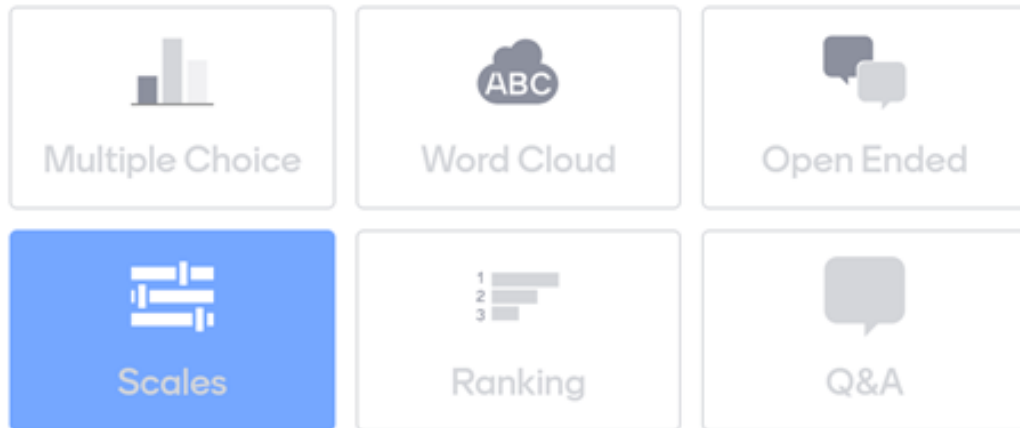 Multiple Choice
ABC
Word Cloud
Open Ended
Scales
1
2
3
Ranking
Q&A